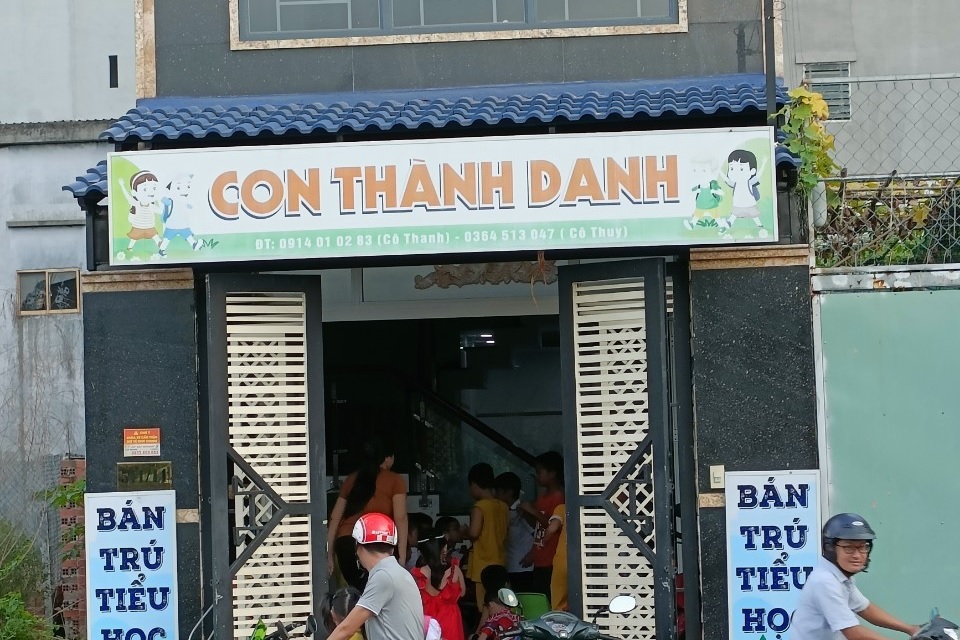 CON THÀNH DANH
ĐT: 0914 01 02 83 (Cô Thanh) - 0364 513 047 ( Cô Thuy)
BÁN
TRÚ
TIỂU
HỌC
BÁN
TRÚ
TIỂU
HỌC